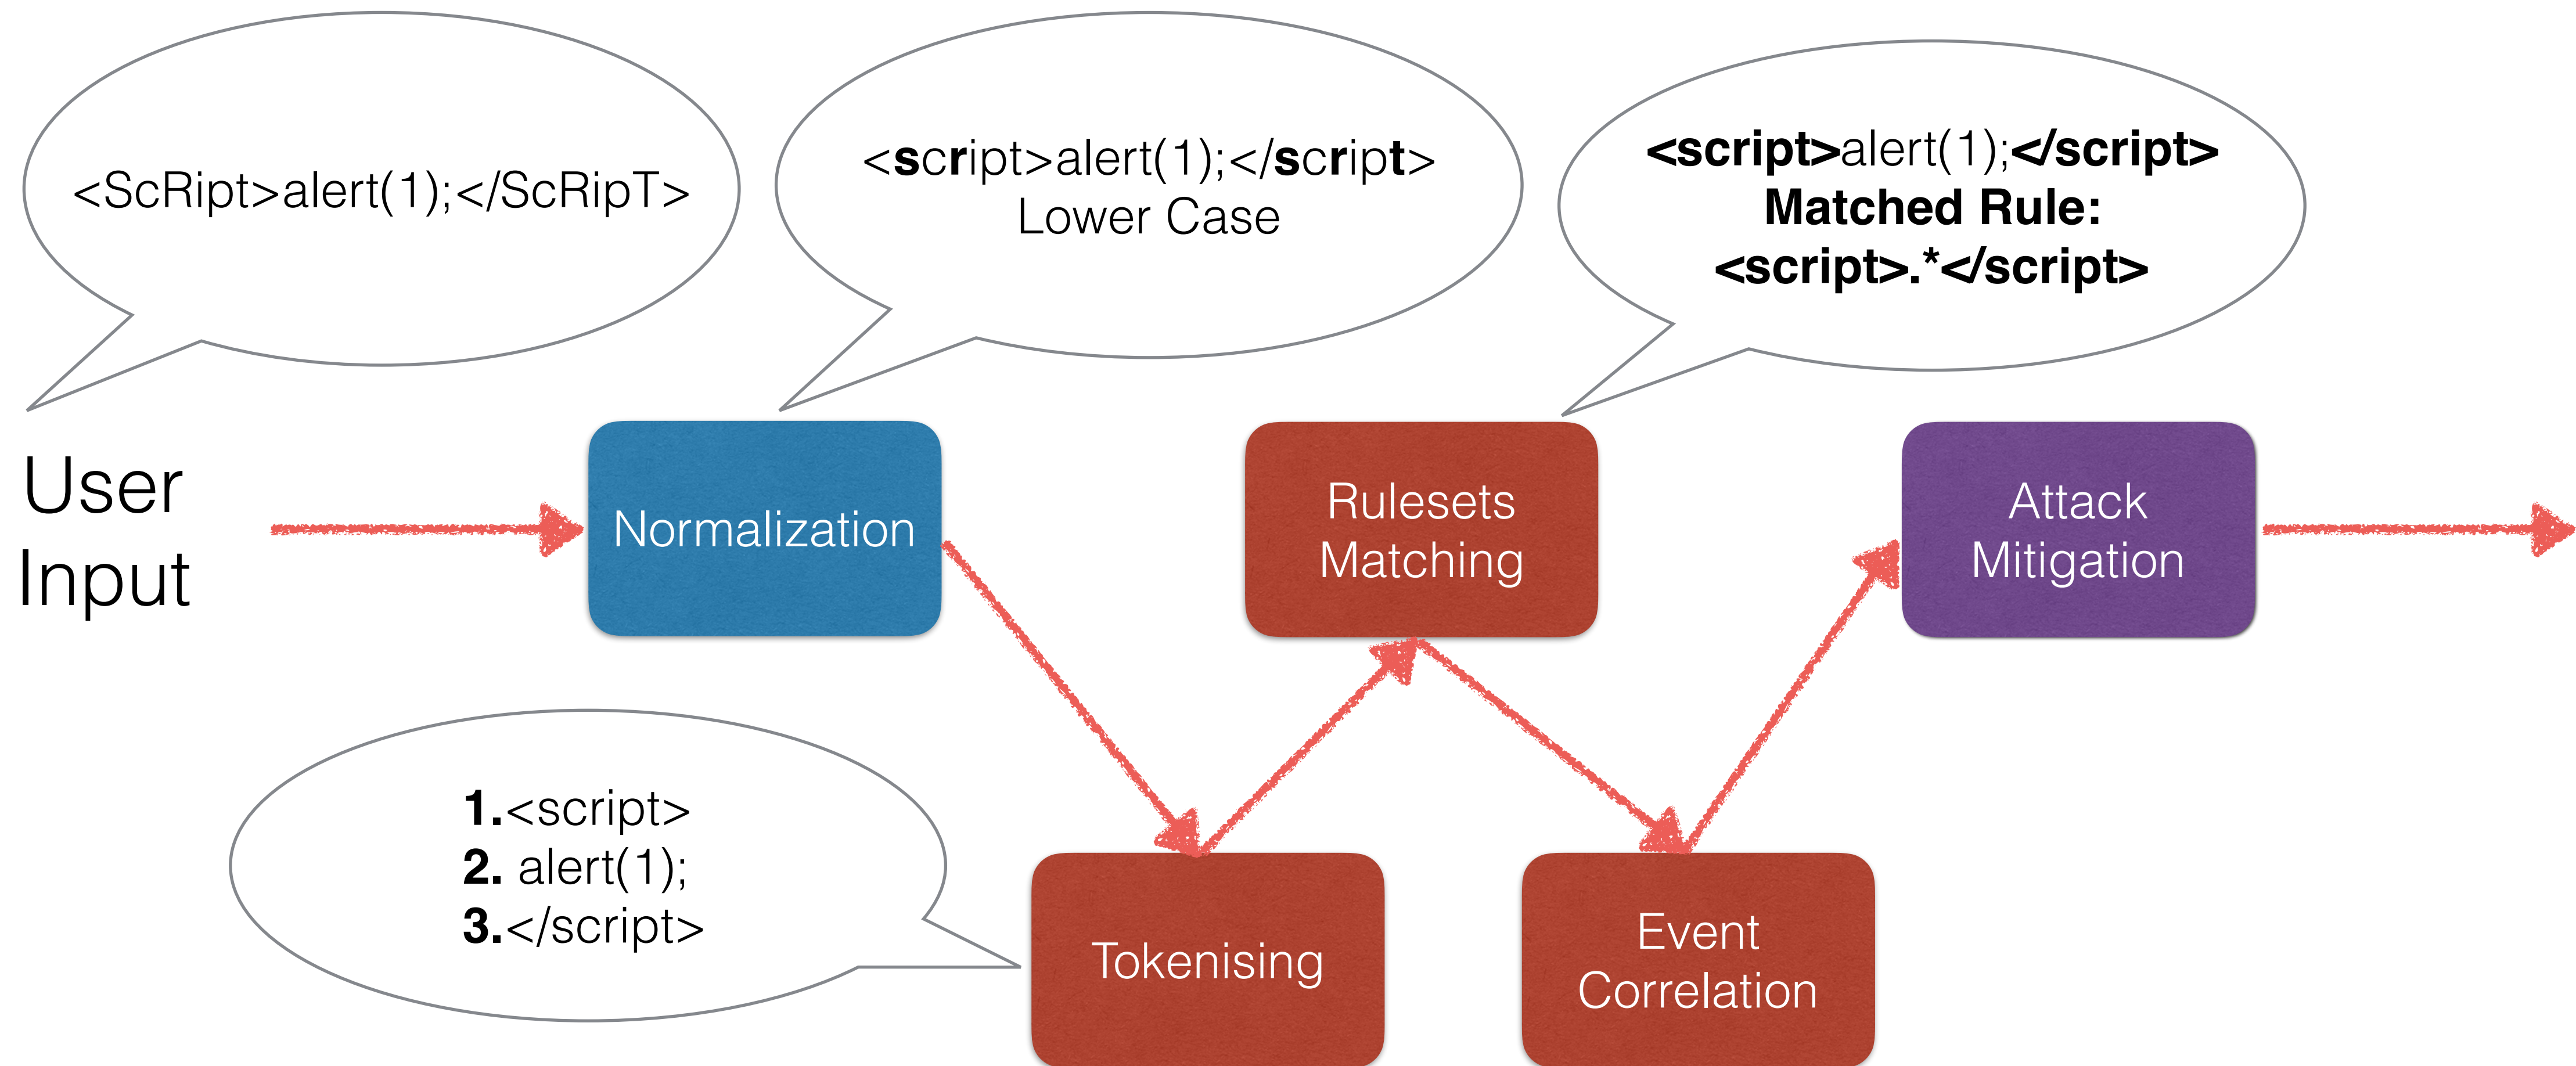 <ScRipt>alert(1);</ScRipT>
<script>alert(1);</script>
Lower Case
<script>alert(1);</script>
Matched Rule:
<script>.*</script>
User
Input
Normalization
Rulesets
Matching
Attack
Mitigation
1.<script>
2. alert(1);
3.</script>
Tokenising
Event
Correlation